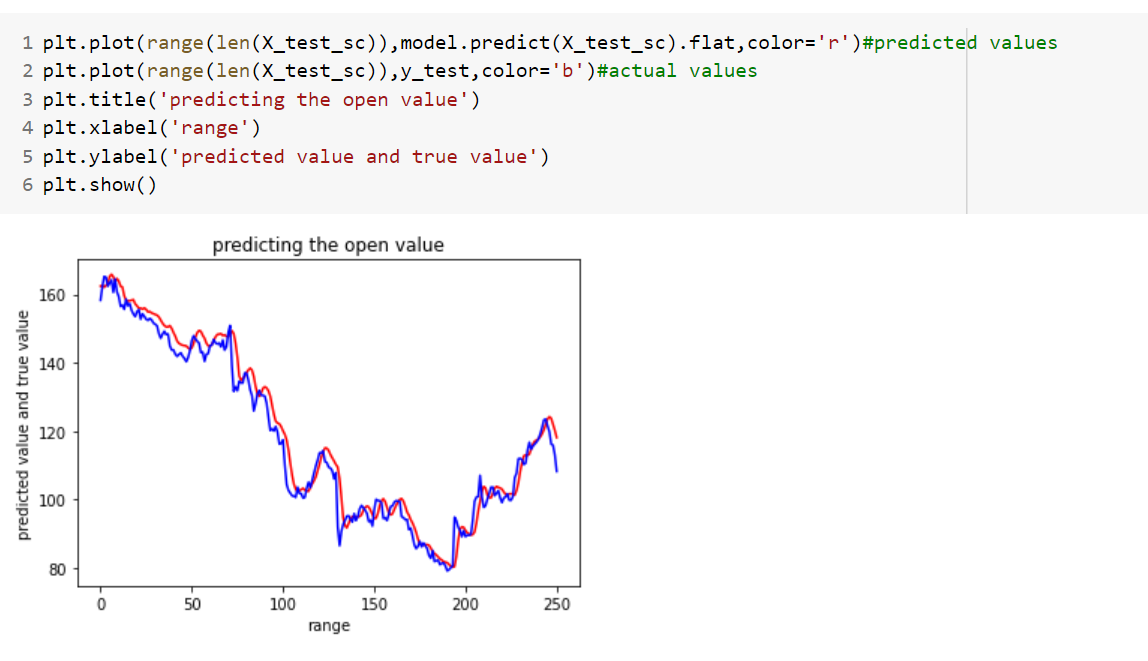 1 plt.plot(range(len(X_test_sc)),model.predict(X_test_sc).flat,color='r')#predicted values
2 plt.plot(range(len(X_test_sc)),y_test,color='b')#actual values
3 plt.title('predicting the open value')
4 plt.xlabel('range')
5 plt.ylabel('predicted value and true value')
6 plt.show()
predicting the open value
predicted value and true value
160
140
120
100
80
0 50 100 150 200 250
range